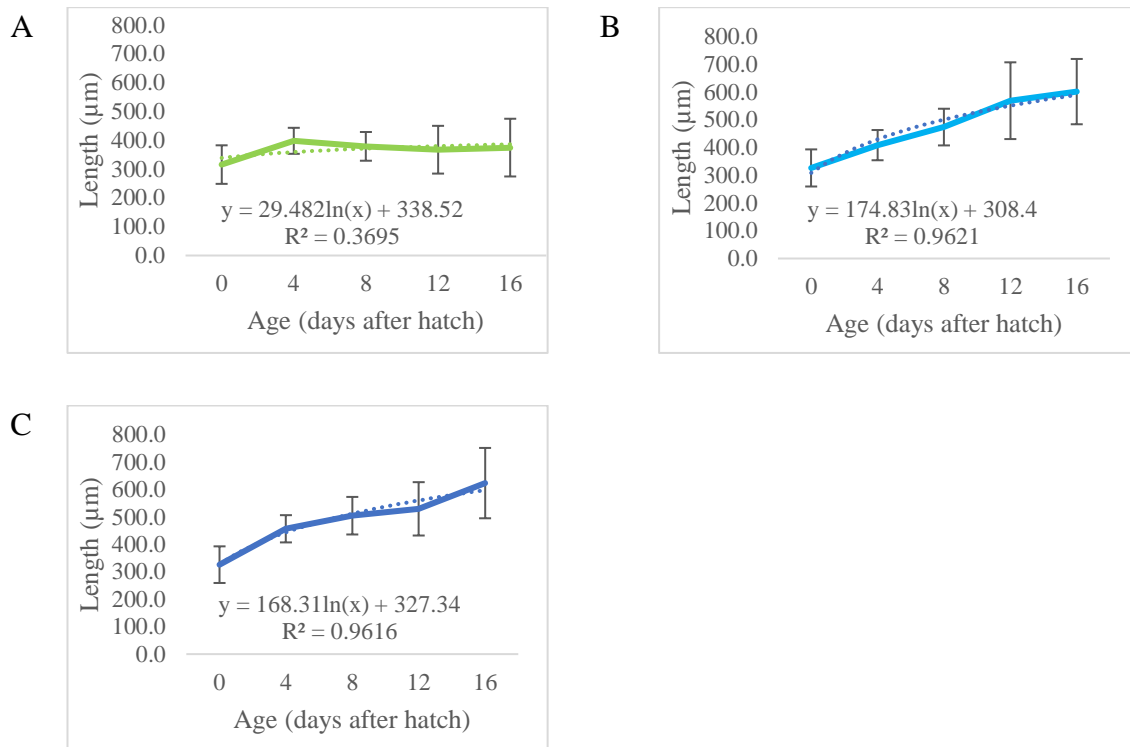 A
800.0
700.0
600.0
500.0
400.0
300.0
200.0
100.0
0.0
Length (µm)
y = 29.482ln(x) + 338.52
R² = 0.3695
0 4 8 12 16
Age (days after hatch)
B
800.0
700.0
600.0
500.0
400.0
300.0
200.0
100.0
0.0
Length (µm)
y = 174.83ln(x) + 308.4
R² = 0.9621
0 4 8 12 16
Age (days after hatch)
C
800.0
700.0
600.0
500.0
400.0
300.0
200.0
100.0
0.0
Length (µm)
y = 168.31ln(x) + 327.34
R² = 0.9616
0 4 8 12 16
Age (days after hatch)